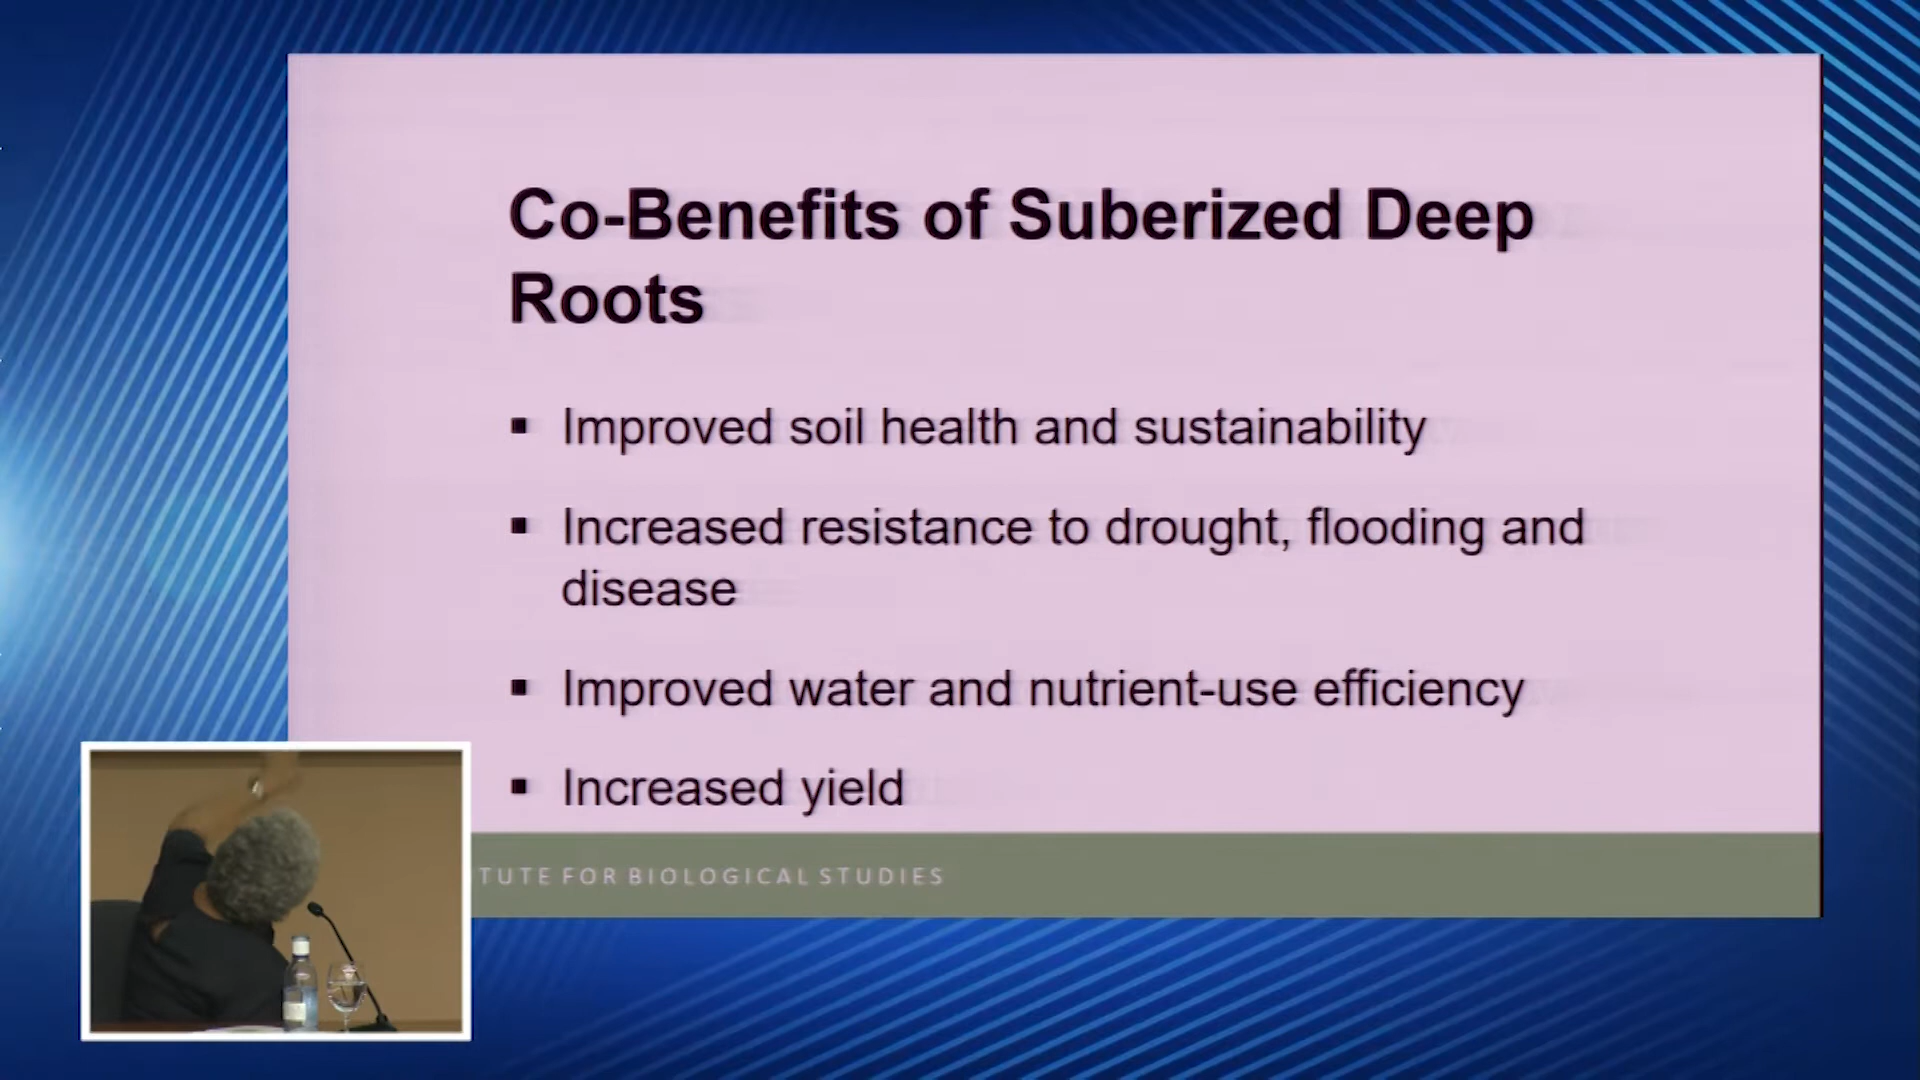 Co-Benefits of Suberized Deep
Roots
▪ Improved soil health and sustainability
▪ Increased resistance to drought, flooding and
disease
▪ Improved water and nutrient-use efficiency
▪ Increased yield
TUTE FOR BIOLOGICAL STUDIES